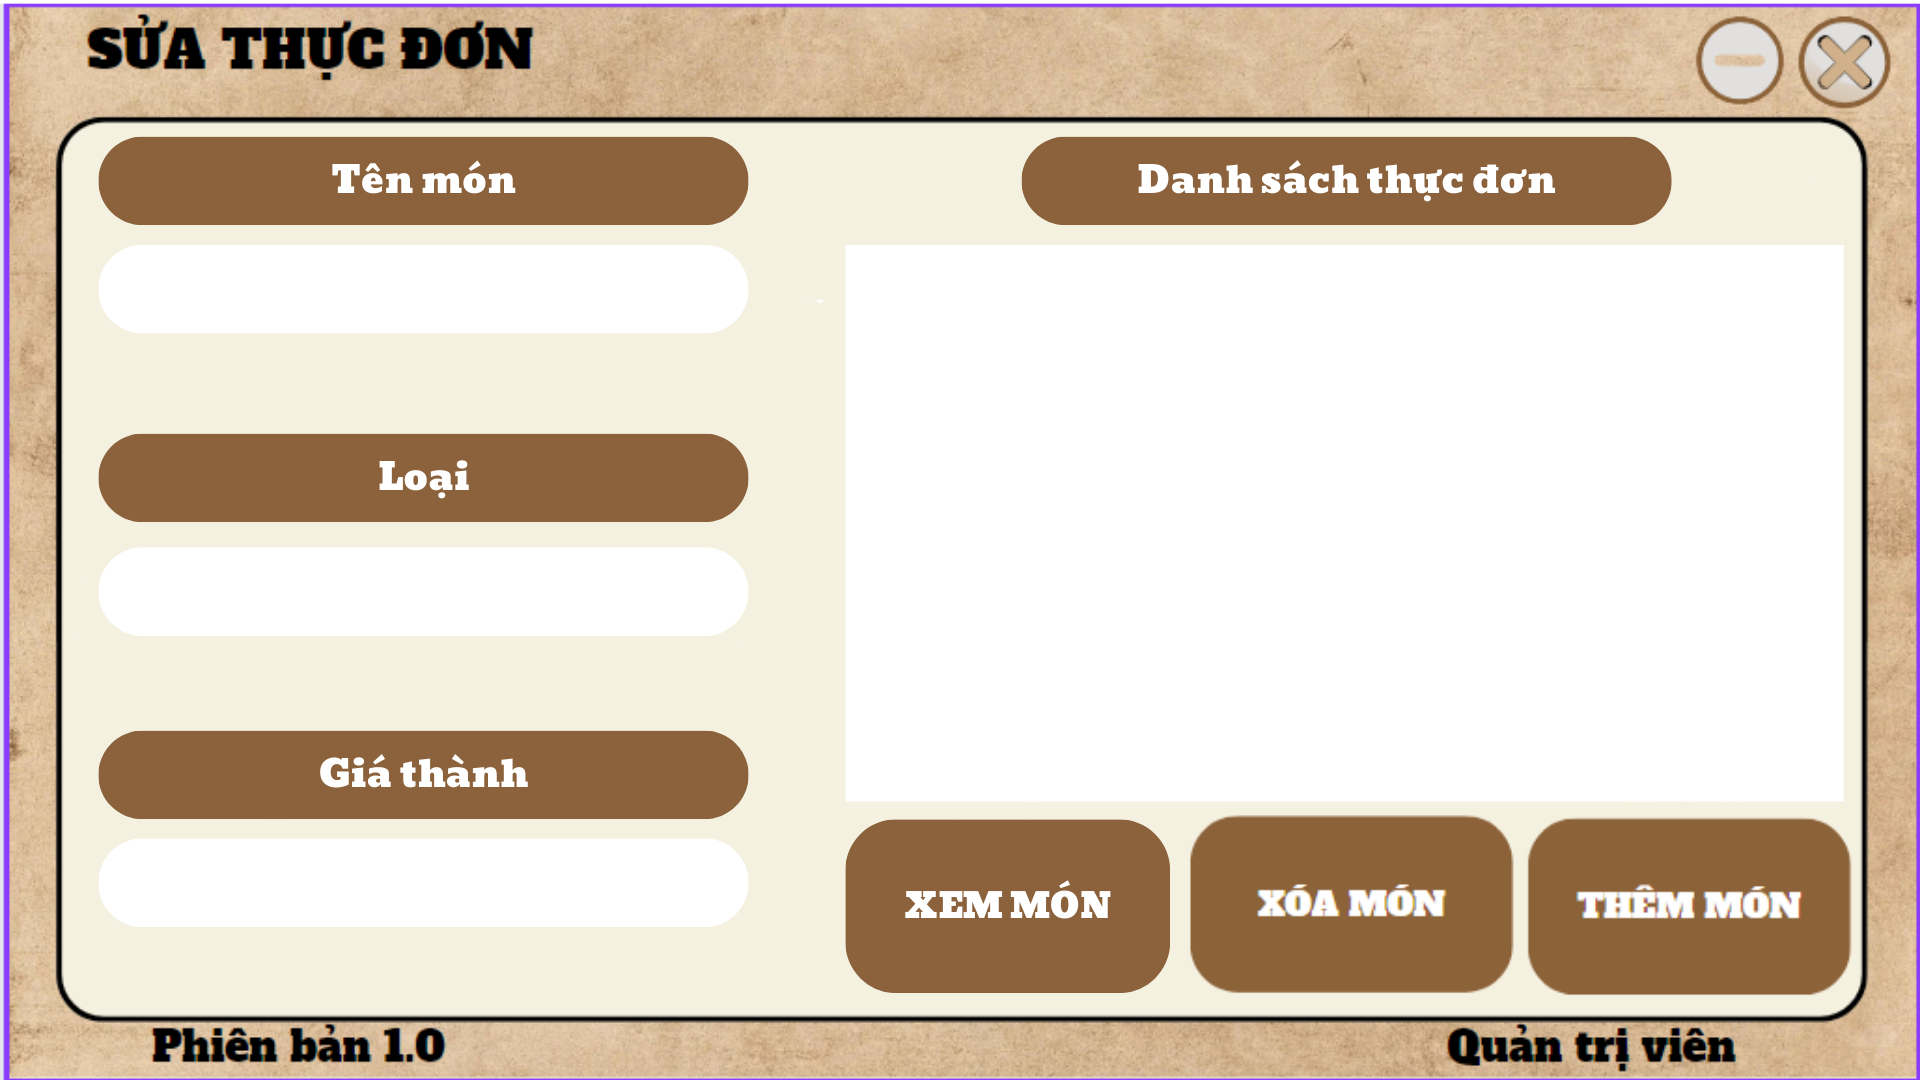 SỬA THỰC ĐƠN
Tên món
Danh sách thực đơn
Loại
Giá thành
XEM MÓN
XÓA MÓN
THÊM MÓN
Phiên bản 1.0
Quản trị viên